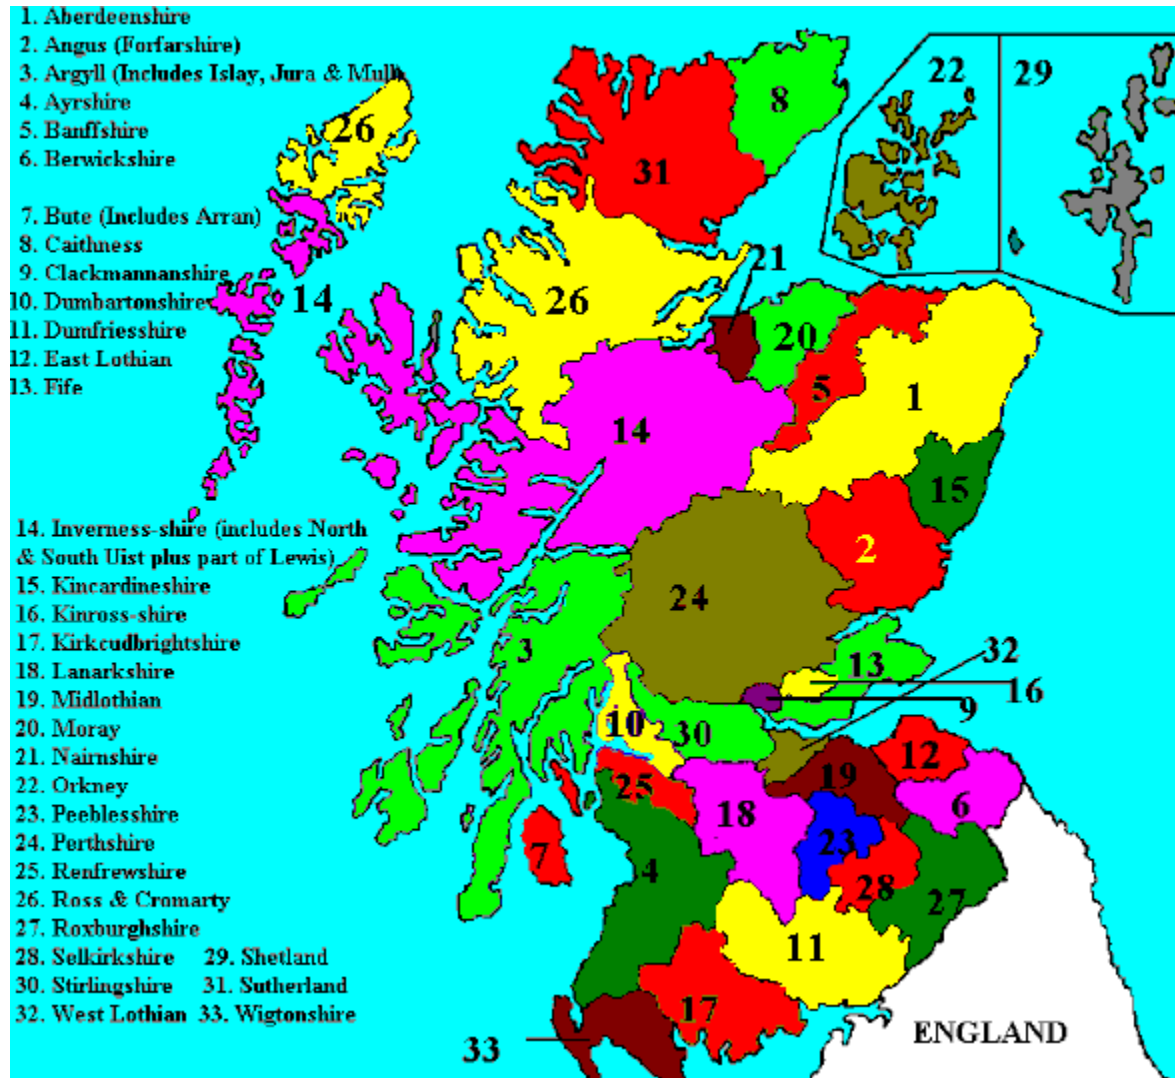 1. Aberdeenshire
2. Angus (Forfarshire)
3. Argyll (Includes Islay, Jura & Mull)
4. Ayrshire
5. Banffshire
6. Berwickshire
7. Bute (Includes Arran)
8. Caithness
9. Clackmannanshire
10. Dumbartonshire
11. Dumfriesshire
12. East Lothian
13. Fife
14. Inverness-shire (includes North
& South Uist plus part of Lewis)
15. Kincardineshire
16. Kinross-shire
17. Kirkcudbrightshire
18. Lanarkshire
19. Midlothian
20. Moray
21. Nairnshire
22. Orkney
23. Peeblesshire
24. Perthshire
25. Renfrewshire
26. Ross & Cromarty
27. Roxburghshire
28. Selkirkshire 29. Shetland
30. Stirlingshire 31. Sutherland
32. West Lothian 33. Wigtonshire
22
29
8
26
31
21
14
26
20
5
1
14
15
2
24
3
13
32
16
9
10
30
12
25
19
6
18
7
23
4
28
27
11
17
33
ENGLAND